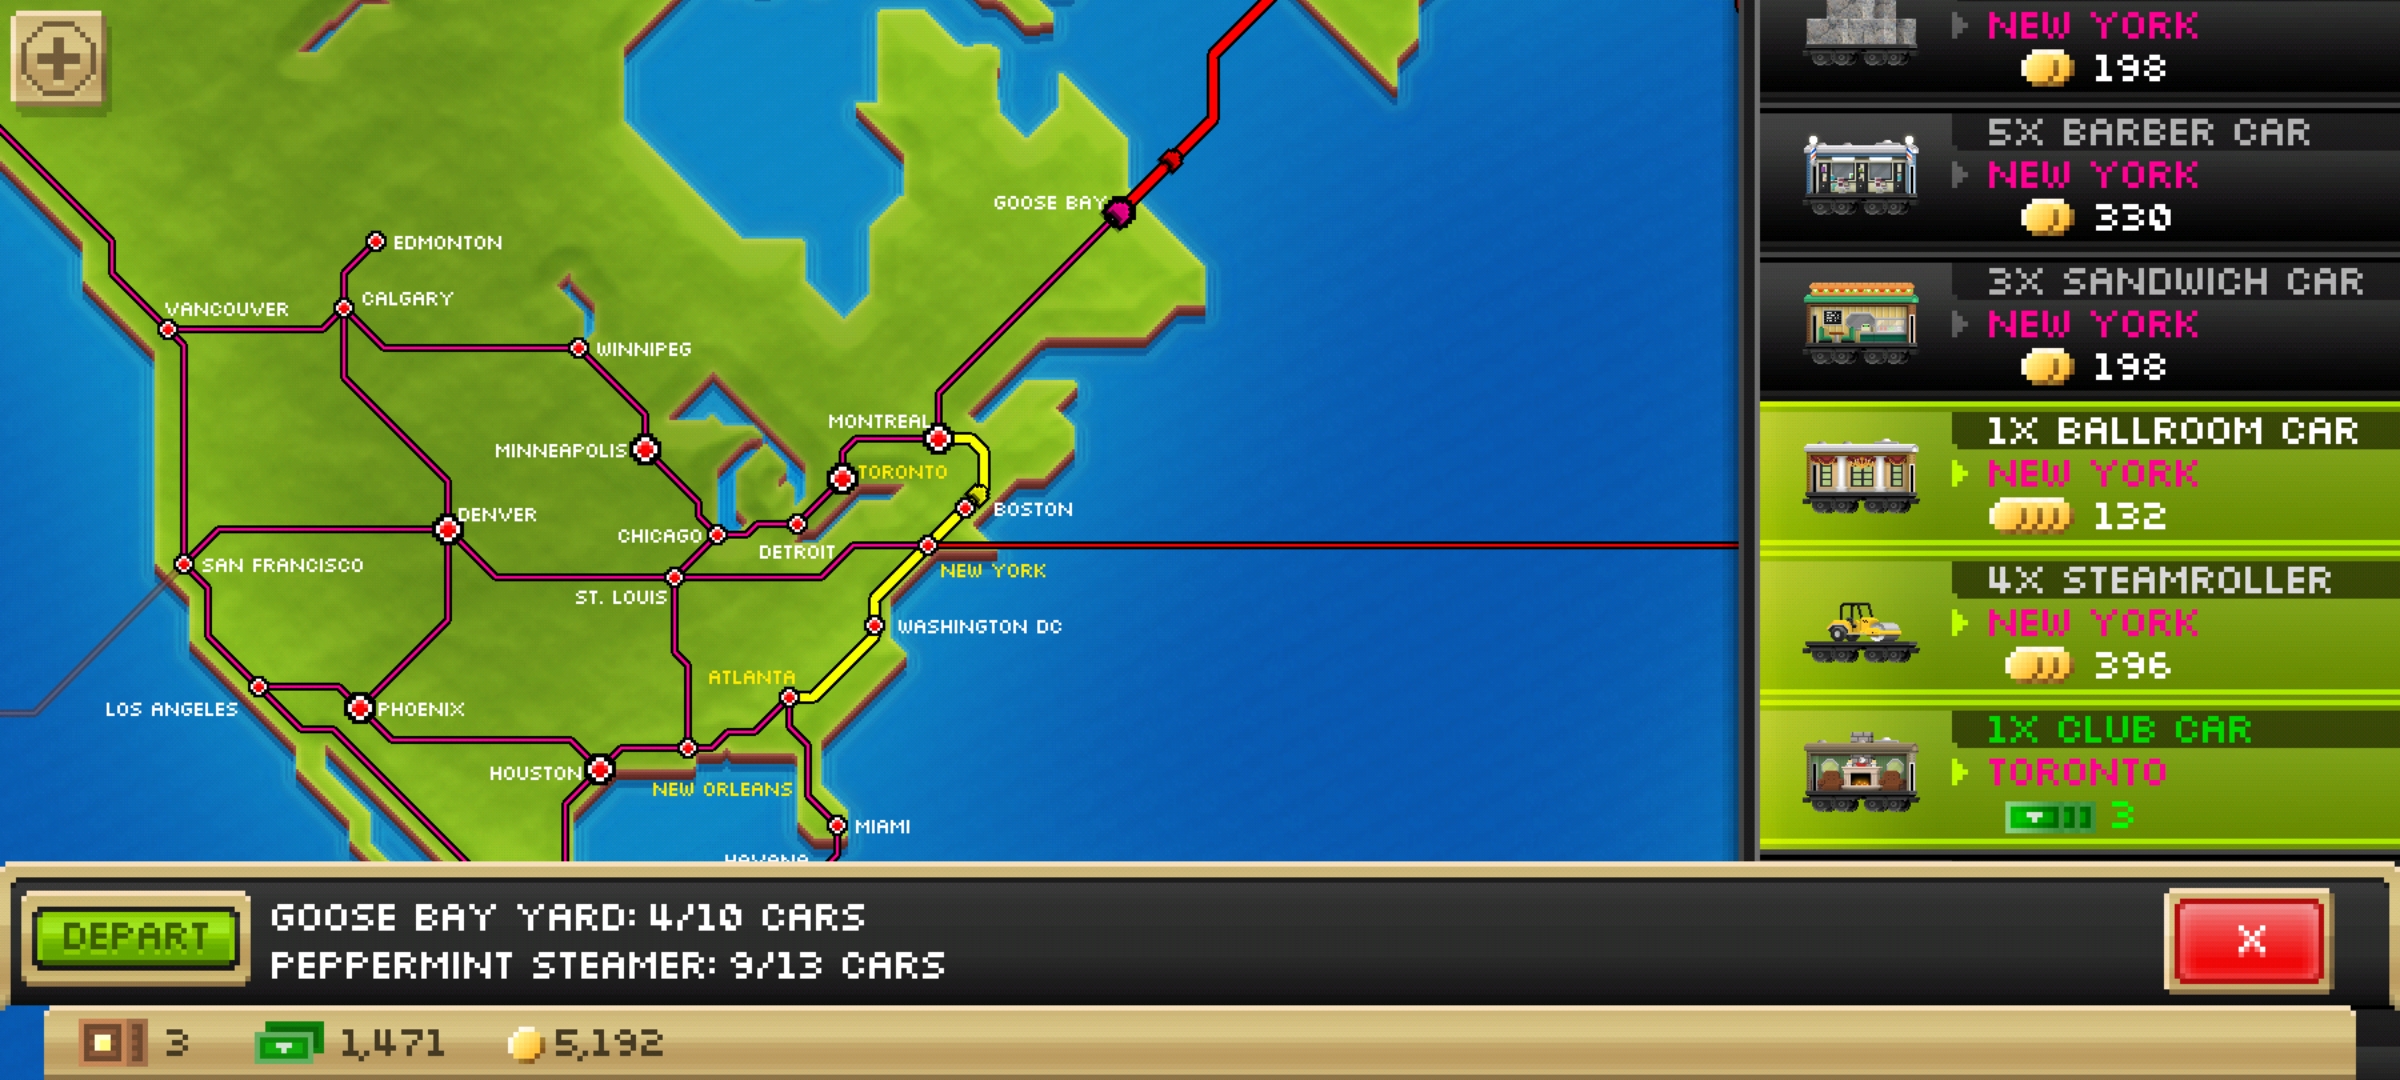 NEW YORK
198
5X BARBER CAR
NEW YORK
330
3X SANDWICH CAR
NEW YORK
198
1X BALLROOM CAR
NEW YORK
132
4X STEAMROLLER
NEW YORK
396
1X CLUB CAR
TORONTO
3
GOOSE BAY
EDMONTON
CALGARY
VANCOUVER
WINNIPEG
MONTREAL
MINNEAPOLIS
TORONTO
DENVER
BOSTON
CHICAGO
DETROIT
SAN FRANCISCO
NEW YORK
ST. LOUIS
WASHINGTON DC
ATLANTA
LOS ANGELES
PHOENIX
HOUSTON
NEW ORLEANS
MIAMI
HAVANA
DEPART
GOOSE BAY YARD: 4/10 CARS
PEPPERMINT STEAMER: 9/13 CARS
X
3
1,471
5,192